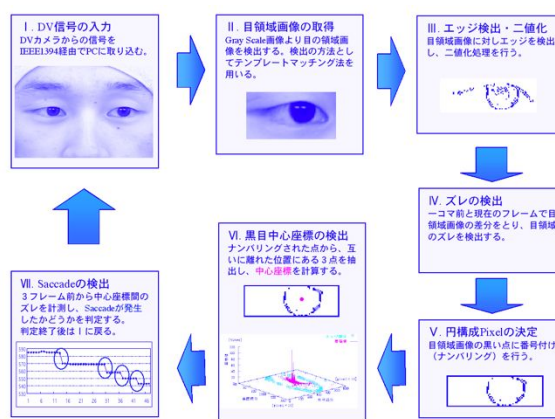 Ⅰ. DV信号の入力
DVカメラからの信号を
IEEE1394経由でPCに取り込む。
Ⅱ. 目領域画像の取得
Gray Scale画像より目の領域画
像を検出する。検出の方法とし
てテンプレートマッチング法を
用いる。
Ⅲ. エッジ検出・二値化
目領域画像に対しエッジを検出
し、二値化処理を行う。
Ⅳ. ズレの検出
一コマ前と現在のフレームで目
領域画像の差分をとり、目領域
のズレを検出する。
Ⅴ. 円構成Pixelの決定
目領域画像の黒い点に番号付け
（ナンバリング）を行う。
Ⅵ. 黒目中心座標の検出
ナンバリングされた点から、互
いに離れた位置にある３点を抽
出し、中心座標を計算する。
Ⅶ. Saccadeの検出
３フレーム前から中心座標間の
ズレを計測し、Saccadeが発生
したかどうかを判定する。
判定終了後はⅠに戻る。
1 6 11 16 21 26 31 36 41 46